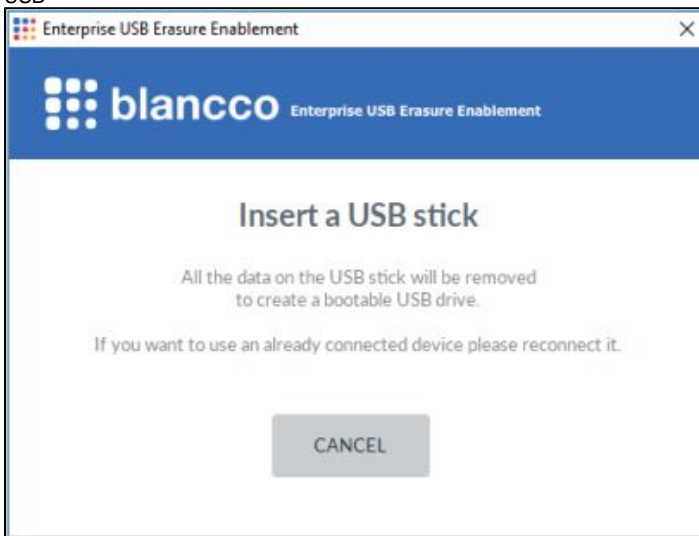 USB
Enterprise USB Erasure Enablement
blancco Enterprise USB Erasure Enablement
Insert a USB stick
All the data on the USB stick will be removed
to create a bootable USB drive.
If you want to use an already connected device please reconnect it.
CANCEL